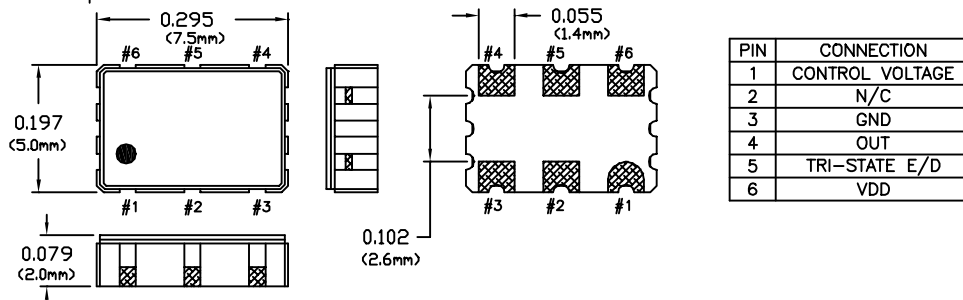 0.295
(7.5mm)
#6 #5 #4
0.197
(5.0mm)
#1 #2 #3
0.079
(2.0mm)
0.055
(1.4mm)
#4 #5 #6
#3 #2 #1
0.102
(2.6mm)
PIN CONNECTION
1 CONTROL VOLTAGE
2 N/C
3 GND
4 OUT
5 TRI-STATE E/D
6 VDD